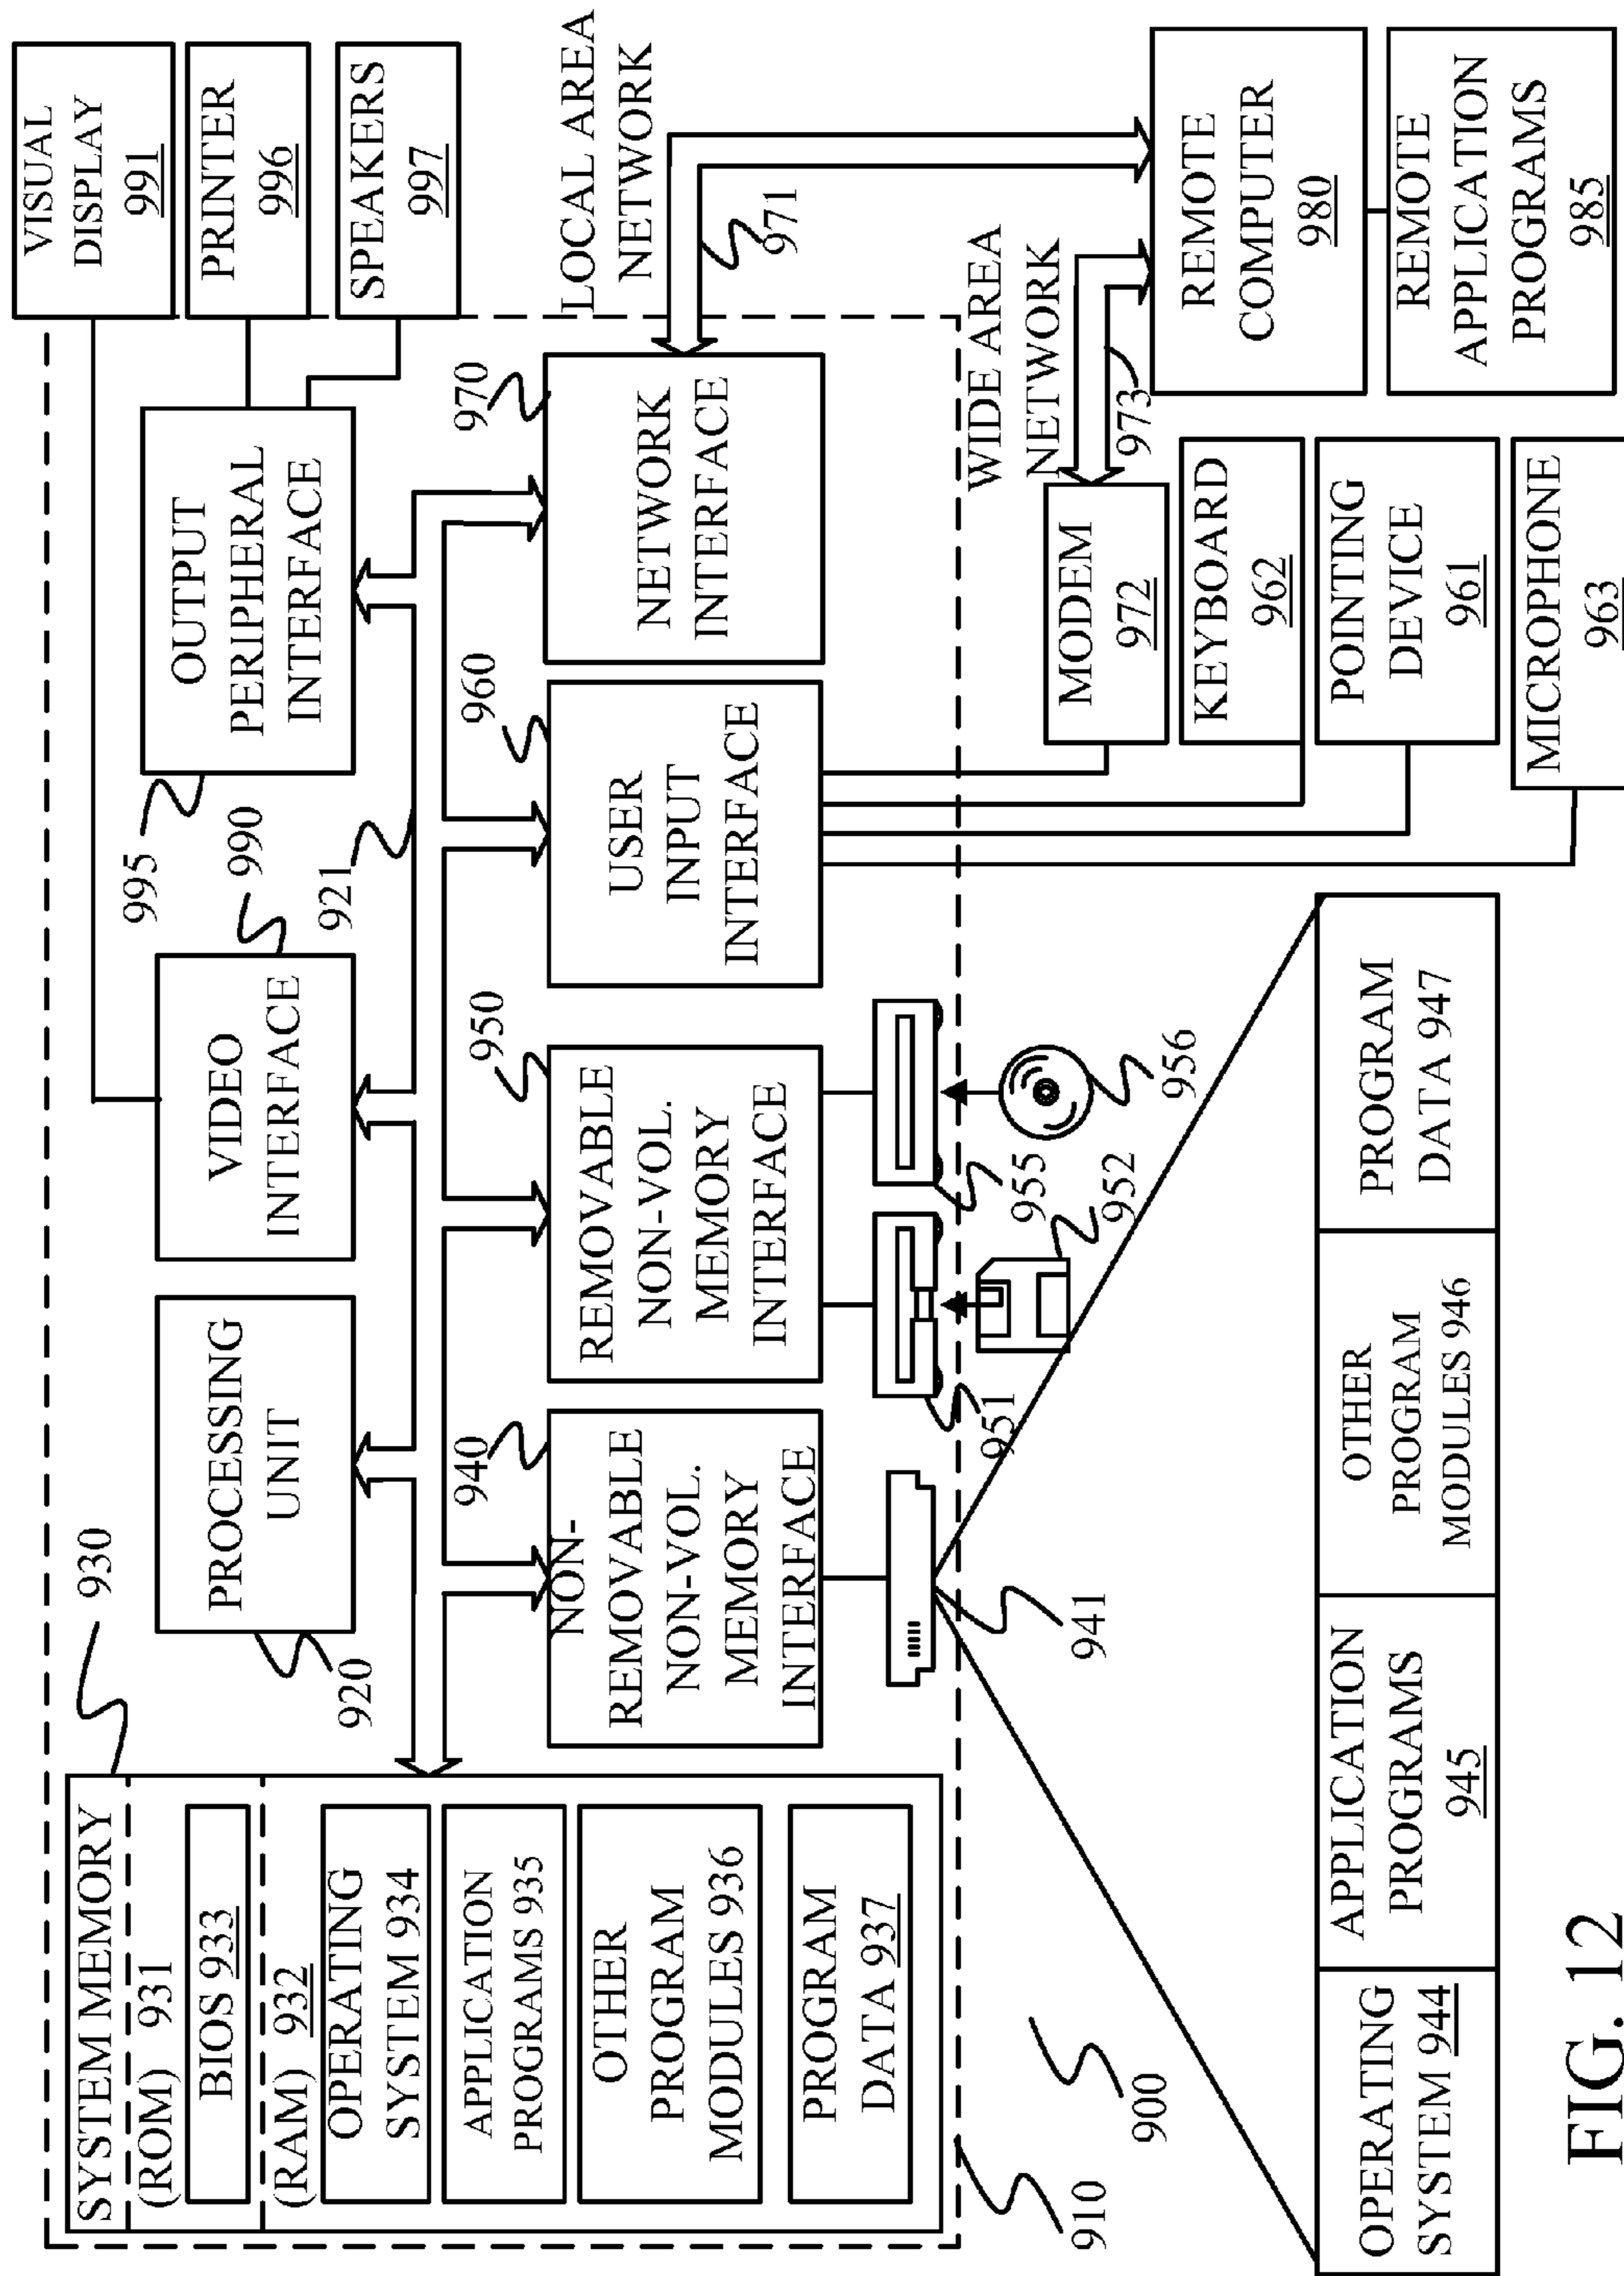 SYSTEM MEMORY
(ROM) 931
BIOS 933
(RAM) 932
OPERATING
SYSTEM 934
APPLICATION
PROGRAMS 935
OTHER
PROGRAM
MODULES 936
PROGRAM
DATA 937
930
PROCESSING
UNIT
920
VIDEO
INTERFACE
990
921
OUTPUT
PERIPHERAL
INTERFACE
995
VISUAL
DISPLAY
991
PRINTER
996
SPEAKERS
997
NON-
REMOVABLE
NON-VOL.
MEMORY
INTERFACE
940
REMOVABLE
NON-VOL.
MEMORY
INTERFACE
950
USER
INPUT
INTERFACE
960
NETWORK
INTERFACE
970
LOCAL AREA
NETWORK
971
941
951
952
955
956
WIDE AREA
NETWORK
973
MODEM
972
KEYBOARD
962
POINTING
DEVICE
961
MICROPHONE
963
REMOTE
COMPUTER
980
REMOTE
APPLICATION
PROGRAMS
985
910
900
OPERATING
SYSTEM 944
APPLICATION
PROGRAMS
945
OTHER
PROGRAM
MODULES 946
PROGRAM
DATA 947
FIG. 12